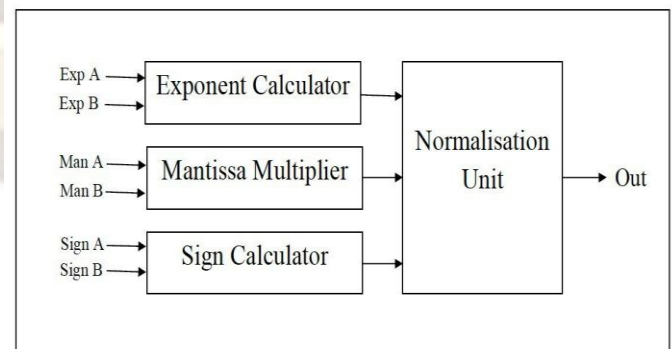 Exp A
Exp B
Exponent Calculator
Man A
Man B
Mantissa Multiplier
Sign A
Sign B
Sign Calculator
Normalisation
Unit
Out